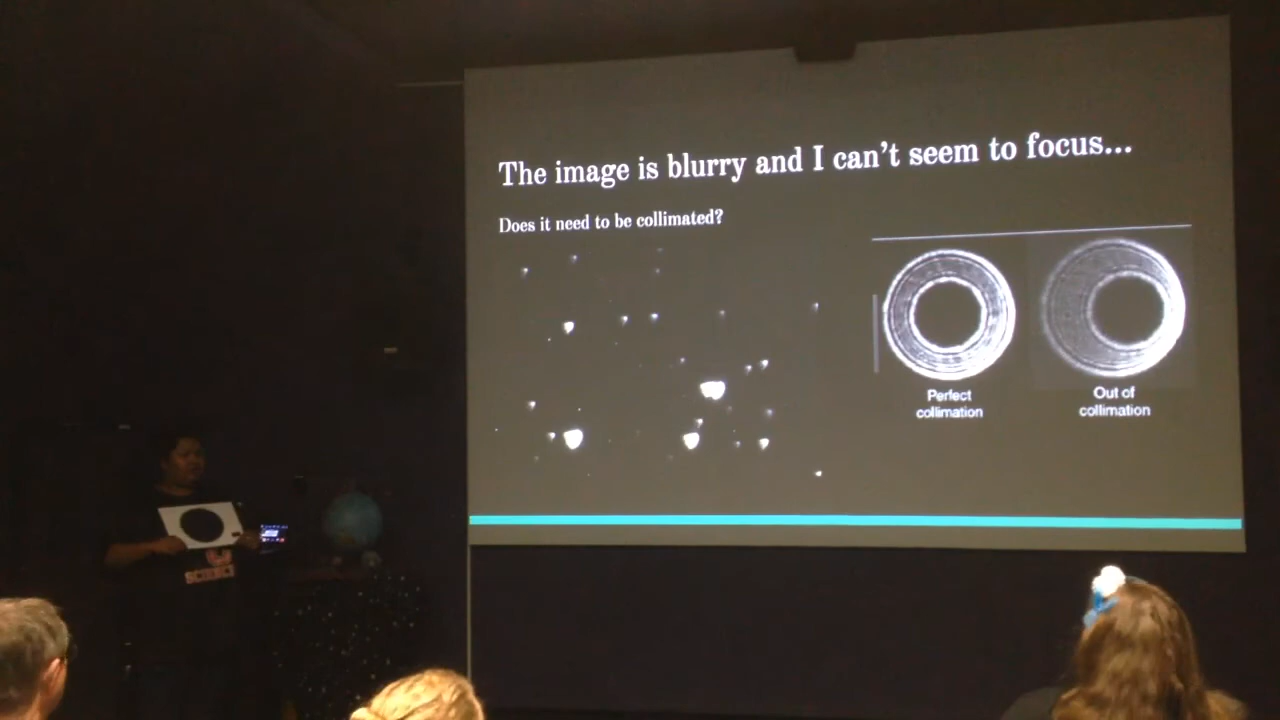 The image is blurry and I can't seem to focus...
Does it need to be collimated?
Perfect
collimation
Out of
collimation
SCIENCE